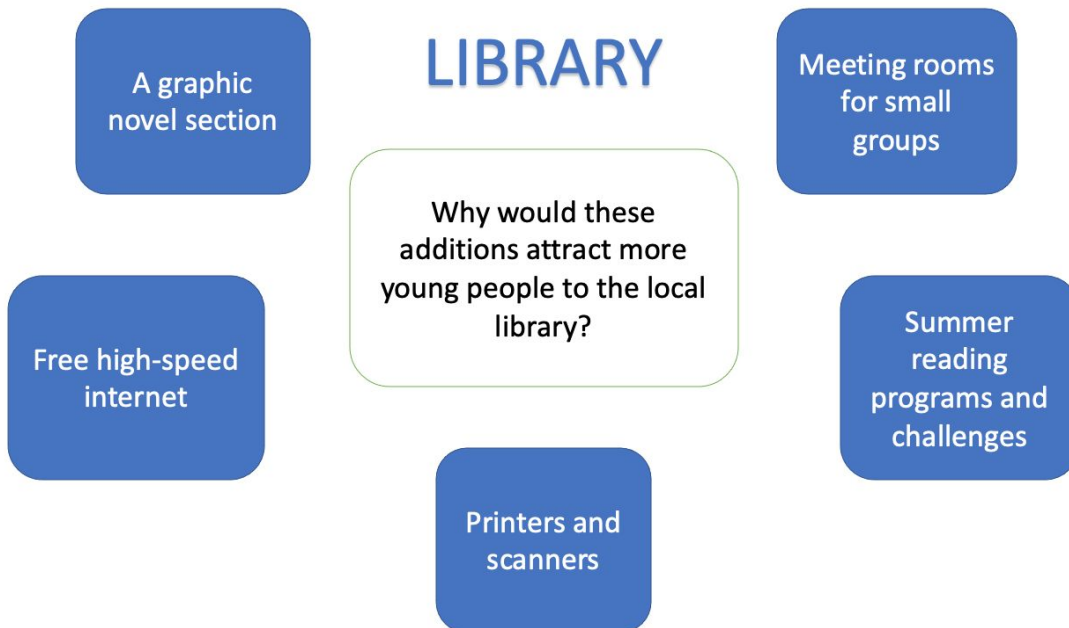 LIBRARY
A graphic
novel section
Meeting rooms
for small
groups
Why would these
additions attract more
young people to the local
library?
Free high-speed
internet
Summer
reading
programs and
challenges
Printers and
scanners